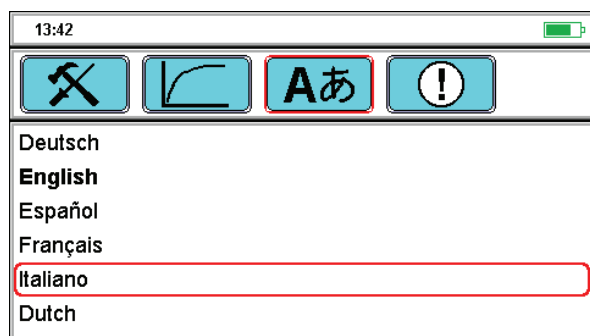 13:42
Aあ
Deutsch
English
Español
Français
Italiano
Dutch